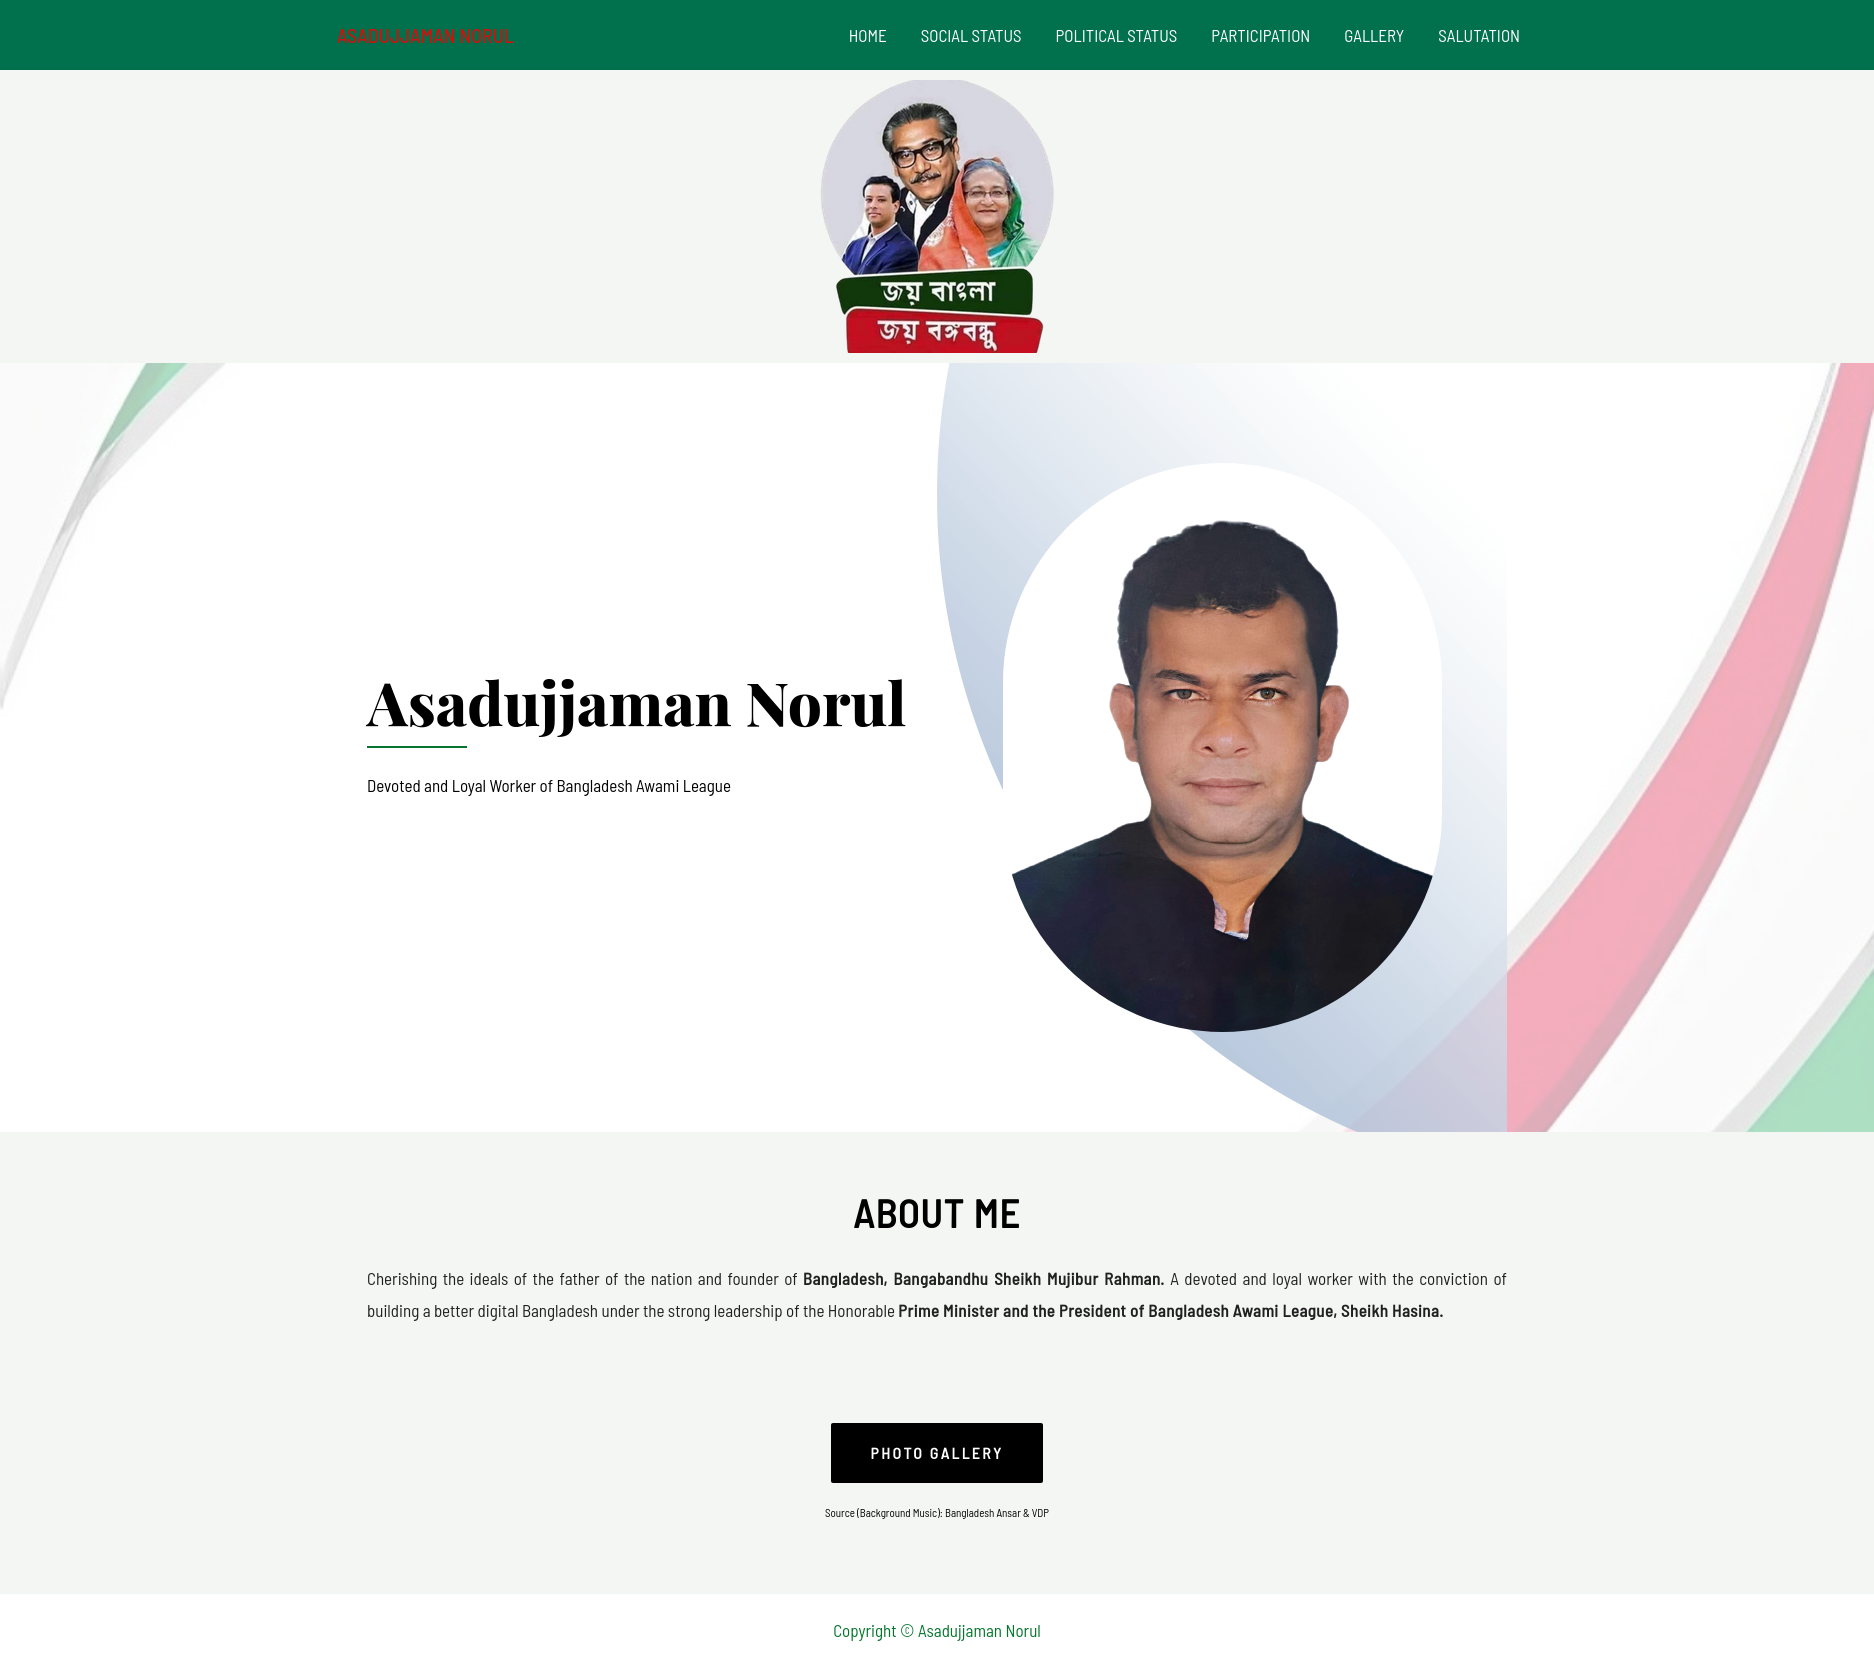 ASADUJJAMAN NORUL
HOME SOCIAL STATUS POLITICAL STATUS PARTICIPATION GALLERY SALUTATION
জয় বাংলা
জয় বঙ্গবন্ধু
Asadujjaman Norul
Devoted and Loyal Worker of Bangladesh Awami League
ABOUT ME
Cherishing the ideals of the father of the nation and founder of Bangladesh, Bangabandhu Sheikh Mujibur Rahman. A devoted and loyal worker with the conviction of
building a better digital Bangladesh under the strong leadership of the Honorable Prime Minister and the President of Bangladesh Awami League, Sheikh Hasina.
PHOTO GALLERY
Source (Background Music): Bangladesh Ansar & VDP
Copyright © Asadujjaman Norul